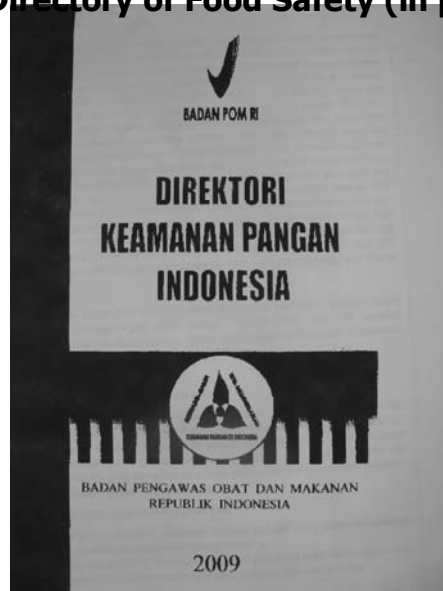 Directory of Food Safety (in
BADAN POM RI
DIREKTORI
KEAMANAN PANGAN
INDONESIA
BADAN PENGAWAS OBAT DAN MAKANAN
REPUBLIK INDONESIA
2009